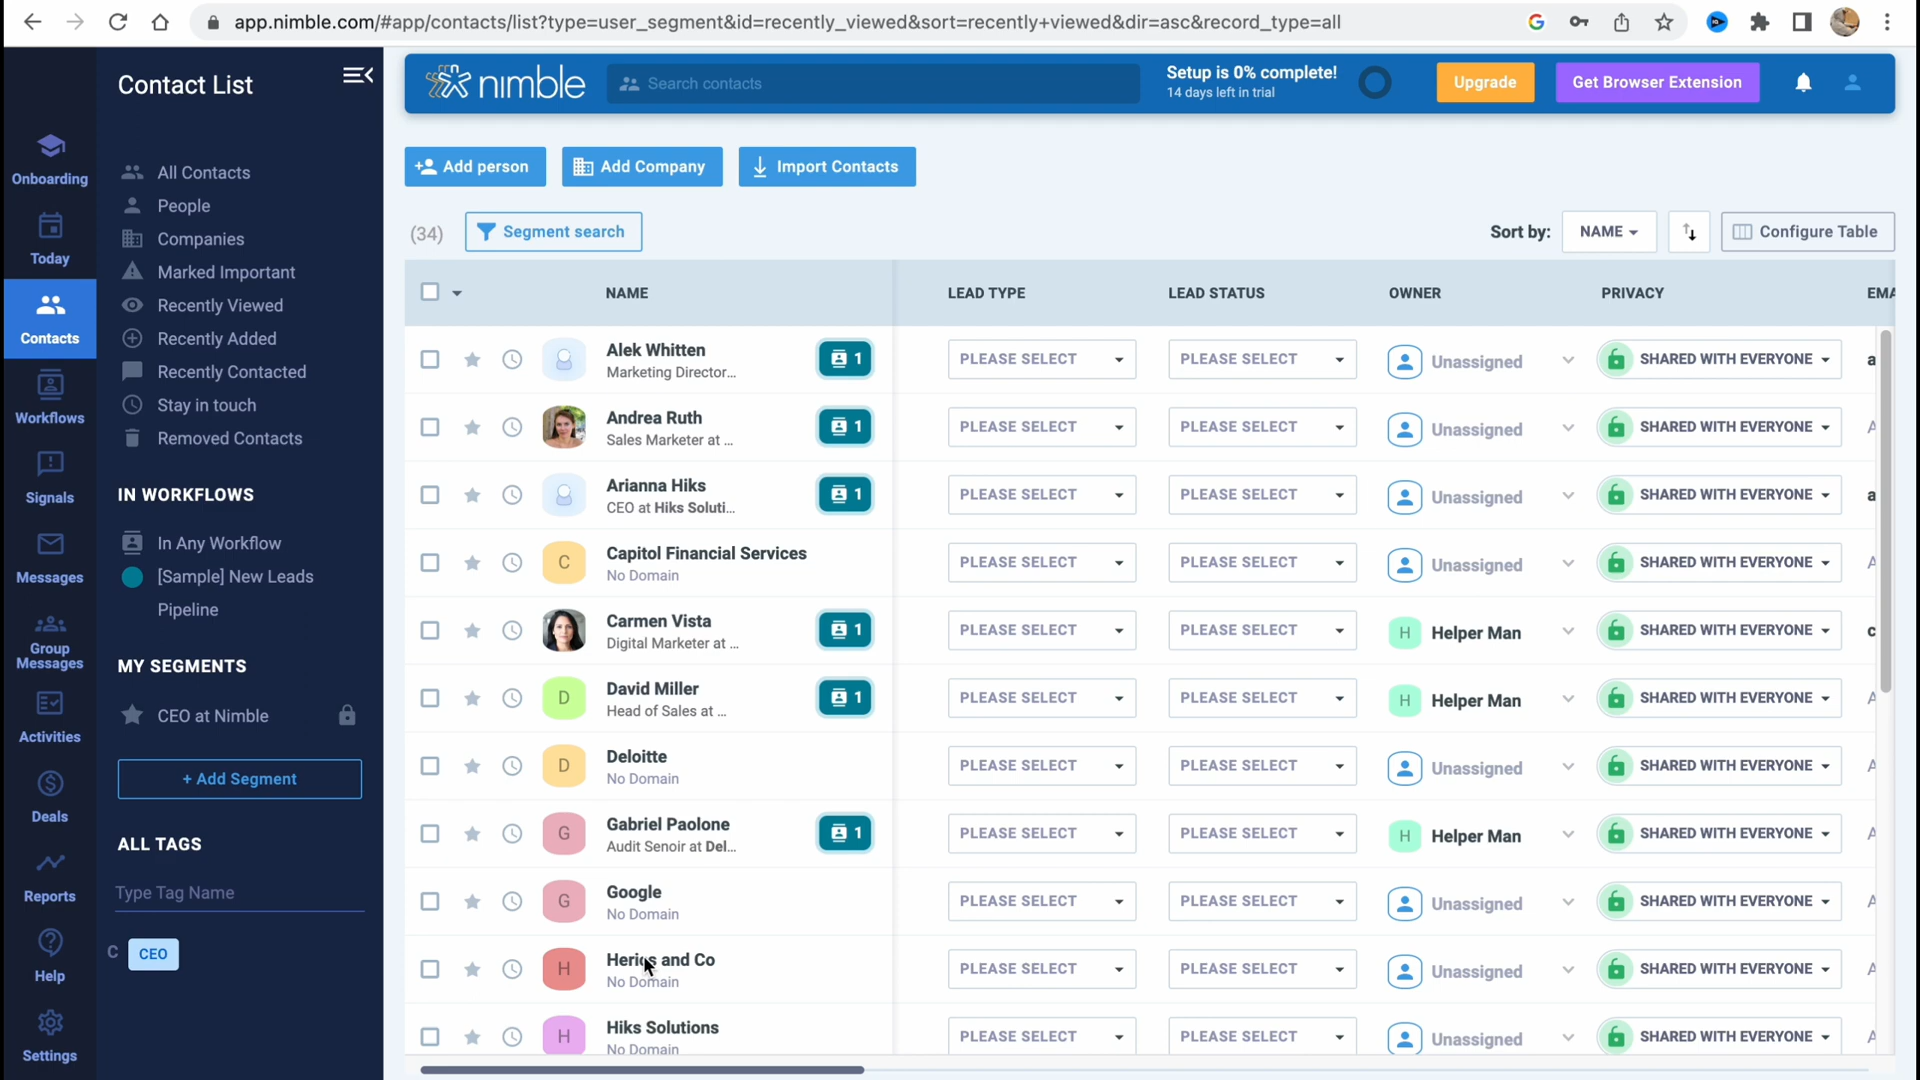 app.nimble.com/#app/contacts/list?type=user_segment&id=recently_viewed&sort=recently+viewed&dir=asc&record_type=all
Contact List
nimble
Search contacts
Setup is 0% complete!
14 days left in trial
Upgrade
Get Browser Extension
Onboarding
Today
Contacts
Workflows
Signals
Messages
Group
Messages
Activities
Deals
Reports
Help
Settings
All Contacts
People
Companies
Marked Important
Recently Viewed
Recently Added
Recently Contacted
Stay in touch
Removed Contacts
IN WORKFLOWS
In Any Workflow
[Sample] New Leads
Pipeline
MY SEGMENTS
CEO at Nimble
+ Add Segment
ALL TAGS
Type Tag Name
C CEO
Add person
Add Company
Import Contacts
(34)
Segment search
Sort by: NAME
Configure Table
NAME LEAD TYPE LEAD STATUS OWNER PRIVACY EMA
Alek Whitten 1 PLEASE SELECT PLEASE SELECT Unassigned SHARED WITH EVERYONE a
Marketing Director...
Andrea Ruth 1 PLEASE SELECT PLEASE SELECT Unassigned SHARED WITH EVERYONE A
Sales Marketer at ...
Arianna Hiks 1 PLEASE SELECT PLEASE SELECT Unassigned SHARED WITH EVERYONE a
CEO at Hiks Soluti...
C Capitol Financial Services PLEASE SELECT PLEASE SELECT Unassigned SHARED WITH EVERYONE A
No Domain
Carmen Vista 1 PLEASE SELECT PLEASE SELECT H Helper Man SHARED WITH EVERYONE c
Digital Marketer at ...
D David Miller 1 PLEASE SELECT PLEASE SELECT H Helper Man SHARED WITH EVERYONE A
Head of Sales at ...
D Deloitte PLEASE SELECT PLEASE SELECT Unassigned SHARED WITH EVERYONE A
No Domain
G Gabriel Paolone 1 PLEASE SELECT PLEASE SELECT H Helper Man SHARED WITH EVERYONE A
Audit Senoir at Del...
G Google PLEASE SELECT PLEASE SELECT Unassigned SHARED WITH EVERYONE A
No Domain
H Herics and Co PLEASE SELECT PLEASE SELECT Unassigned SHARED WITH EVERYONE A
No Domain
H Hiks Solutions PLEASE SELECT PLEASE SELECT Unassigned SHARED WITH EVERYONE
No Domain